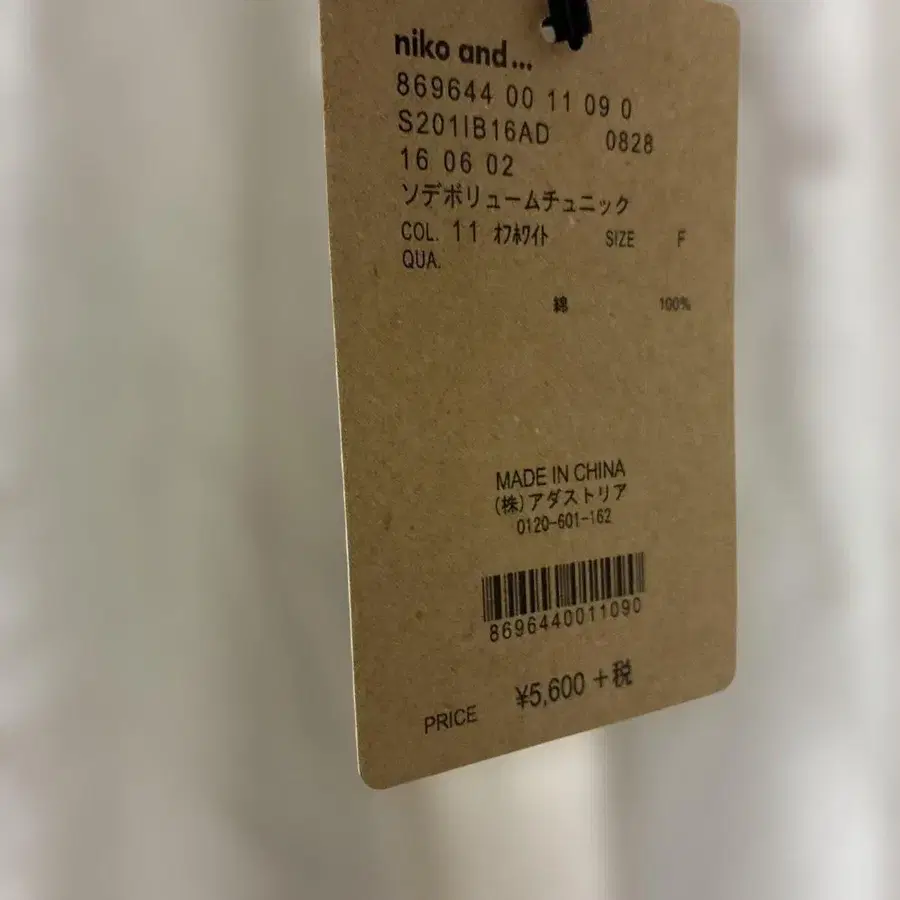 niko and...
869644 00 11 09 0
S201IB16AD 0828
16 06 02
ソデボリュームチュニック
COL. 11 オフホワイト SIZE F
QUA.
綿 100%
MADE IN CHINA
(株)アダストリア
0120-601-162
8696440011090
PRICE ¥5,600 +税